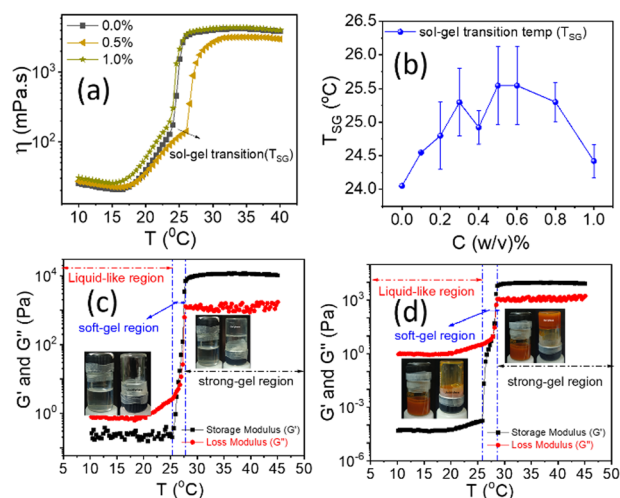 0.0%
0.5%
1.0%
(a)
sol-gel transition(T_SG)
η (mPa.s)
10³
10²
10 15 20 25 30 35 40
T (⁰C)
sol-gel transition temp (T_SG)
(b)
T_SG (⁰C)
26.5
26.0
25.5
25.0
24.5
24.0
0.0 0.2 0.4 0.6 0.8 1.0
C (w/v)%
Liquid-like region
(c)
soft-gel region
strong-gel region
Storage Modulus (G')
Loss Modulus (G")
G' and G" (Pa)
10⁴
10²
10⁰
5 10 15 20 25 30 35 40 45 50
T (⁰C)
Liquid-like region
(d)
soft-gel region
strong-gel region
Storage Modulus (G')
Loss Modulus (G")
G' and G" (Pa)
10³
10⁰
10⁻⁴
10⁻⁶
5 10 15 20 25 30 35 40 45 50
T (⁰C)